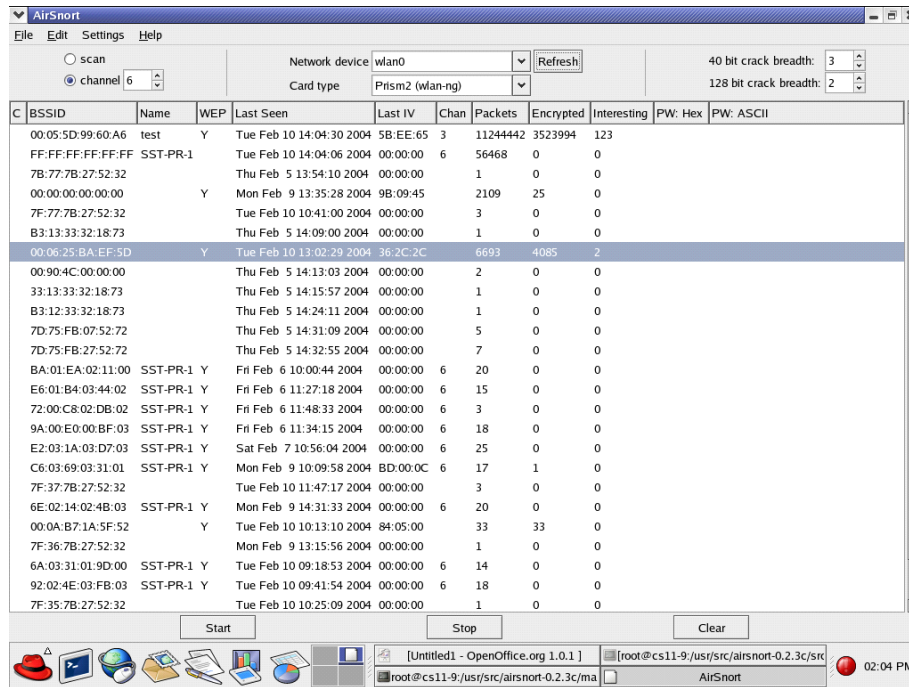 AirSnort
File Edit Settings Help
scan
channel 6
Network device wlan0 Refresh
Card type Prism2 (wlan-ng)
40 bit crack breadth: 3
128 bit crack breadth: 2
C BSSID Name WEP Last Seen Last IV Chan Packets Encrypted Interesting PW: Hex PW: ASCII
00:05:5D:99:60:A6 test Y Tue Feb 10 14:04:30 2004 5B:EE:65 3 11244442 3523994 123
FF:FF:FF:FF:FF:FF SST-PR-1 Tue Feb 10 14:04:06 2004 00:00:00 6 56468 0 0
7B:77:7B:27:52:32 Thu Feb 5 13:54:10 2004 00:00:00 1 0 0
00:00:00:00:00:00 Y Mon Feb 9 13:35:28 2004 9B:09:45 2109 25 0
7F:77:7B:27:52:32 Tue Feb 10 10:41:00 2004 00:00:00 3 0 0
B3:13:33:32:18:73 Thu Feb 5 14:09:00 2004 00:00:00 1 0 0
00:06:25:BA:EF:5D Y Tue Feb 10 13:02:29 2004 36:2C:2C 6693 4085 2
00:90:4C:00:00:00 Thu Feb 5 14:13:03 2004 00:00:00 2 0 0
33:13:33:32:18:73 Thu Feb 5 14:15:57 2004 00:00:00 1 0 0
B3:12:33:32:18:73 Thu Feb 5 14:24:11 2004 00:00:00 1 0 0
7D:75:FB:07:52:72 Thu Feb 5 14:31:09 2004 00:00:00 5 0 0
7D:75:FB:27:52:72 Thu Feb 5 14:32:55 2004 00:00:00 7 0 0
BA:01:EA:02:11:00 SST-PR-1 Y Fri Feb 6 10:00:44 2004 00:00:00 6 20 0 0
E6:01:B4:03:44:02 SST-PR-1 Y Fri Feb 6 11:27:18 2004 00:00:00 6 15 0 0
72:00:C8:02:DB:02 SST-PR-1 Y Fri Feb 6 11:48:33 2004 00:00:00 6 3 0 0
9A:00:E0:00:BF:03 SST-PR-1 Y Fri Feb 6 11:34:15 2004 00:00:00 6 18 0 0
E2:03:1A:03:D7:03 SST-PR-1 Y Sat Feb 7 10:56:04 2004 00:00:00 6 25 0 0
C6:03:69:03:31:01 SST-PR-1 Y Mon Feb 9 10:09:58 2004 BD:00:0C 6 17 1 0
7F:37:7B:27:52:32 Tue Feb 10 11:47:17 2004 00:00:00 3 0 0
6E:02:14:02:4B:03 SST-PR-1 Y Mon Feb 9 14:31:33 2004 00:00:00 6 20 0 0
00:0A:B7:1A:5F:52 Y Tue Feb 10 10:13:10 2004 84:05:00 33 33 0
7F:36:7B:27:52:32 Mon Feb 9 13:15:56 2004 00:00:00 1 0 0
6A:03:31:01:9D:00 SST-PR-1 Y Tue Feb 10 09:18:53 2004 00:00:00 6 14 0 0
92:02:4E:03:FB:03 SST-PR-1 Y Tue Feb 10 09:41:54 2004 00:00:00 6 18 0 0
7F:35:7B:27:52:32 Tue Feb 10 10:25:09 2004 00:00:00 1 0 0
Start Stop Clear
[Untitled1 - OpenOffice.org 1.0.1 ] [root@cs11-9:/usr/src/airsnort-0.2.3c/src
root@cs11-9:/usr/src/airsnort-0.2.3c/ma AirSnort
02:04 PM